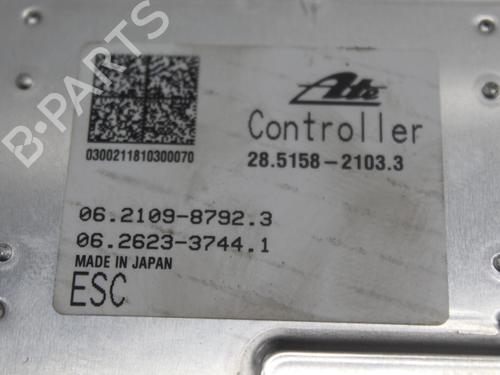 B-PARTS
Ate
Controller
0300211810300070
28.5158-2103.3
06.2109-8792.3
06.2623-3744.1
MADE IN JAPAN
ESC